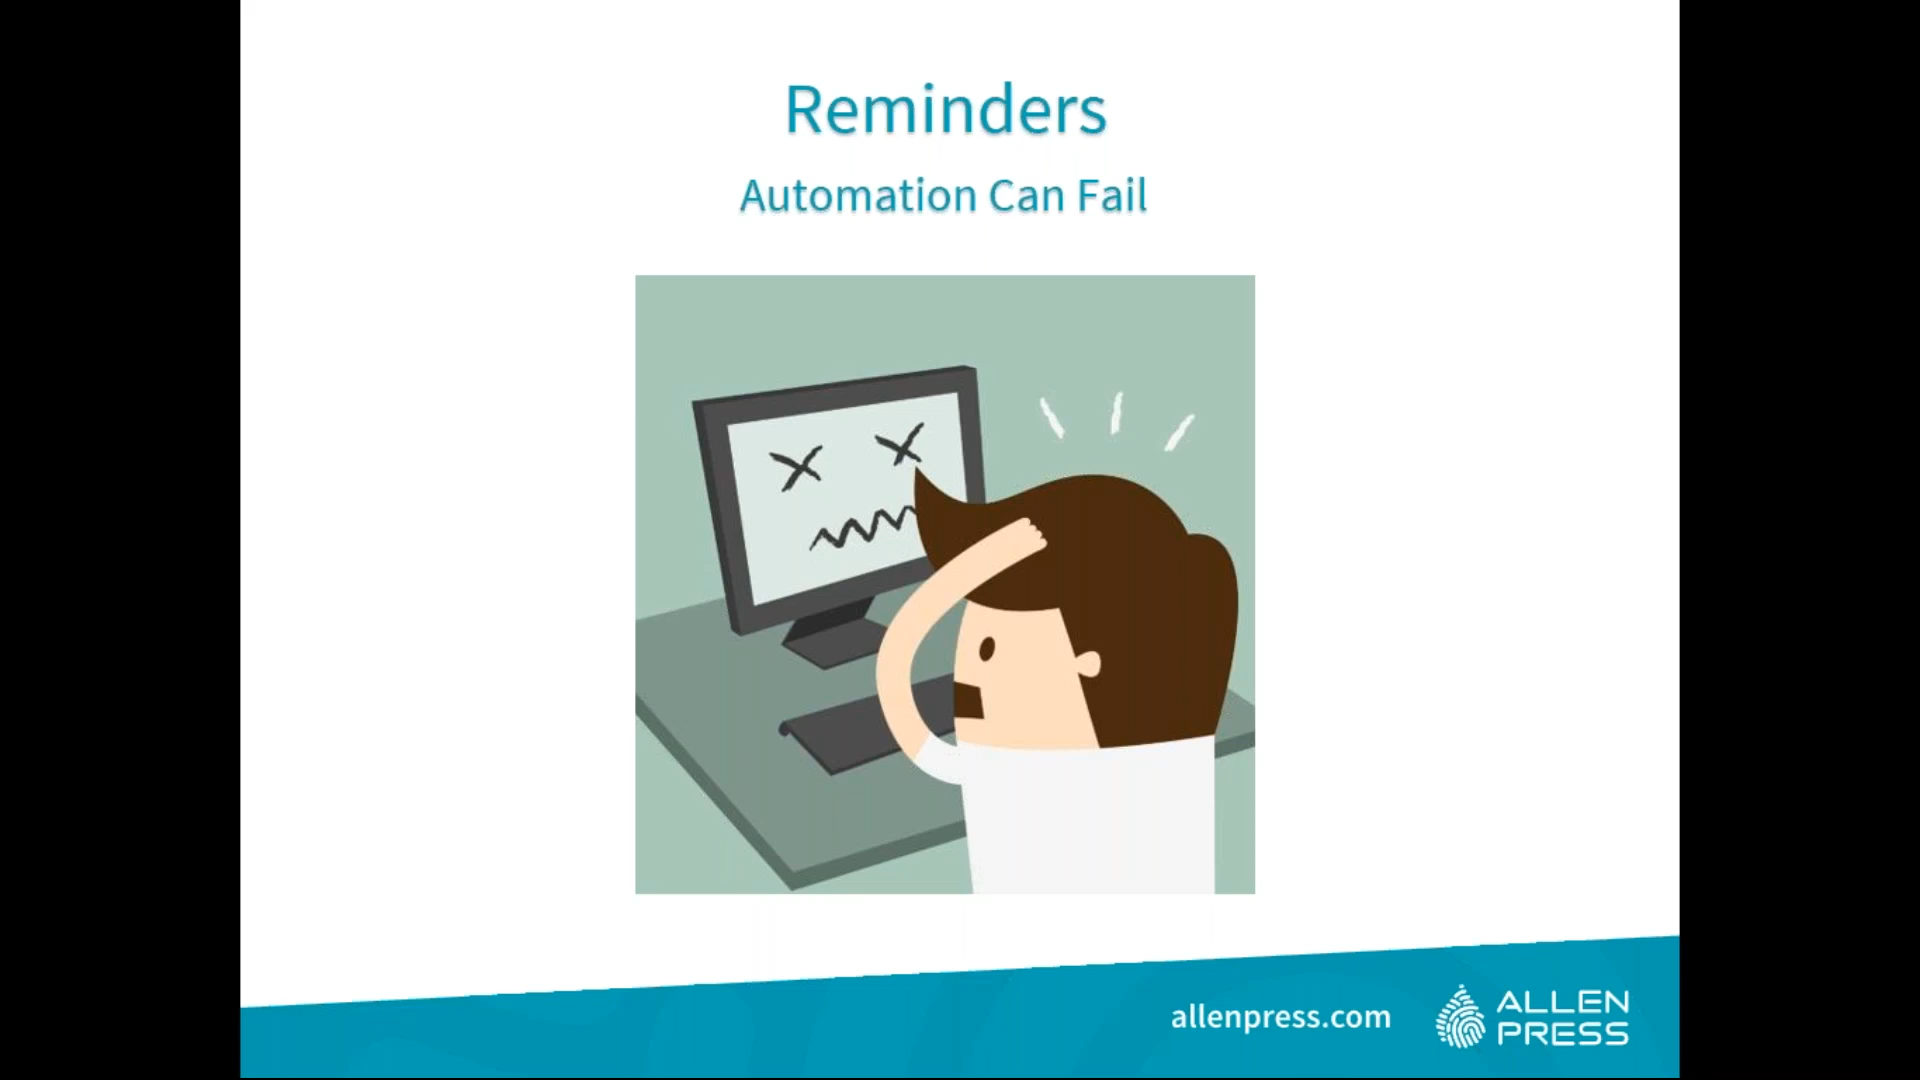 Reminders
Automation Can Fail
allenpress.com
ALLEN
PRESS